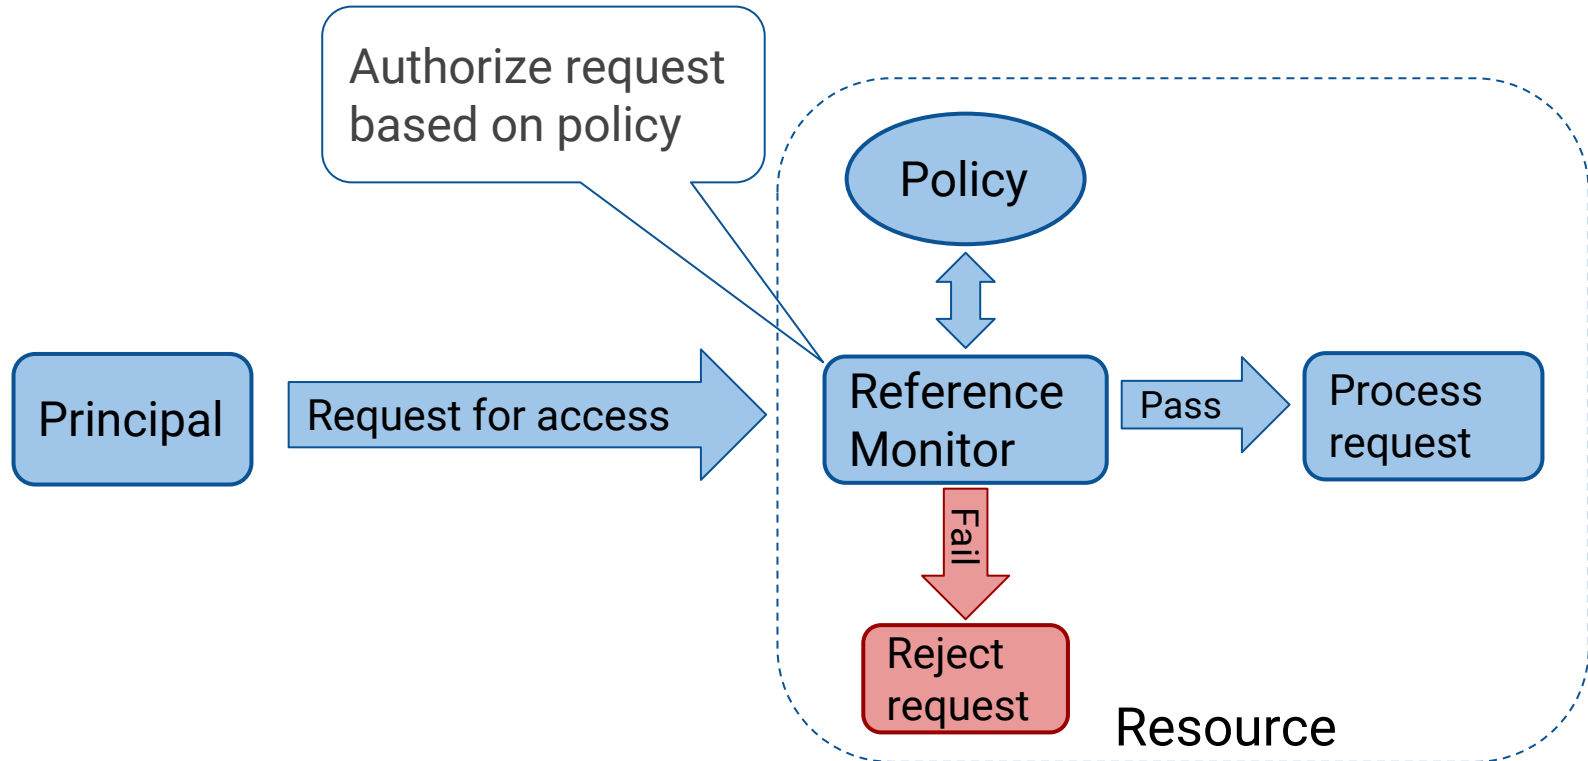 Authorize request
based on policy
Policy
Principal
Request for access
Reference
Monitor
Pass
Process
request
Fail
Reject
request
Resource